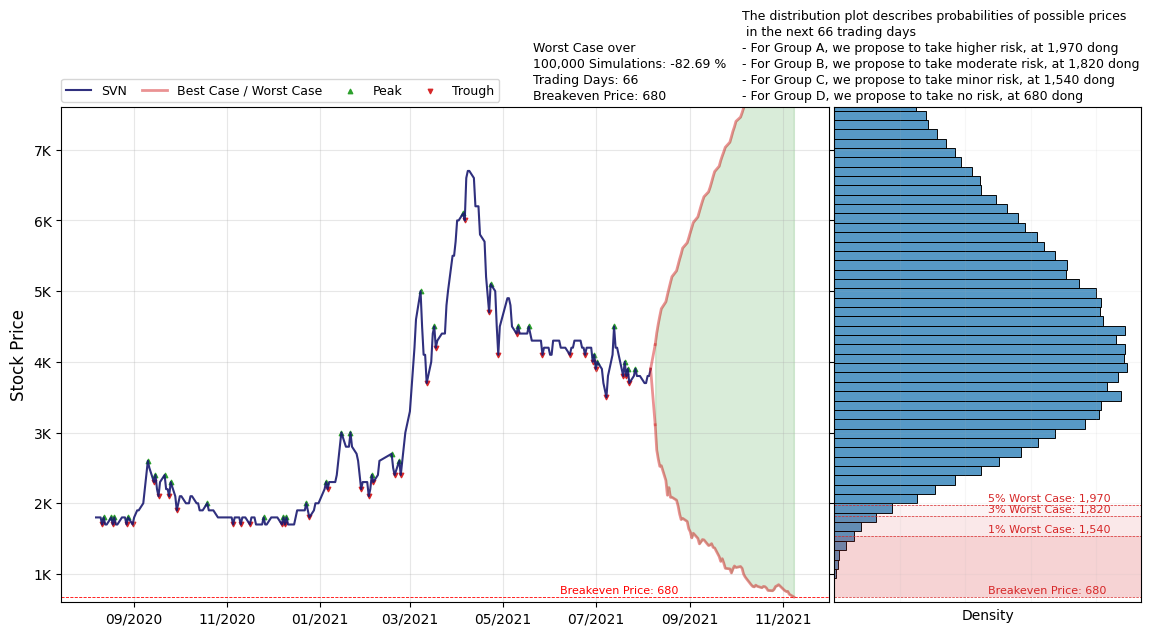 The distribution plot describes probabilities of possible prices
in the next 66 trading days
- For Group A, we propose to take higher risk, at 1,970 dong
- For Group B, we propose to take moderate risk, at 1,820 dong
- For Group C, we propose to take minor risk, at 1,540 dong
- For Group D, we propose to take no risk, at 680 dong
Worst Case over
100,000 Simulations: -82.69 %
Trading Days: 66
Breakeven Price: 680
SVN
Best Case / Worst Case
Peak
Trough
Stock Price
7K
6K
5K
4K
3K
2K
1K
Breakeven Price: 680
09/2020
11/2020
01/2021
03/2021
05/2021
07/2021
09/2021
11/2021
5% Worst Case: 1,970
3% Worst Case: 1,820
1% Worst Case: 1,540
Breakeven Price: 680
Density